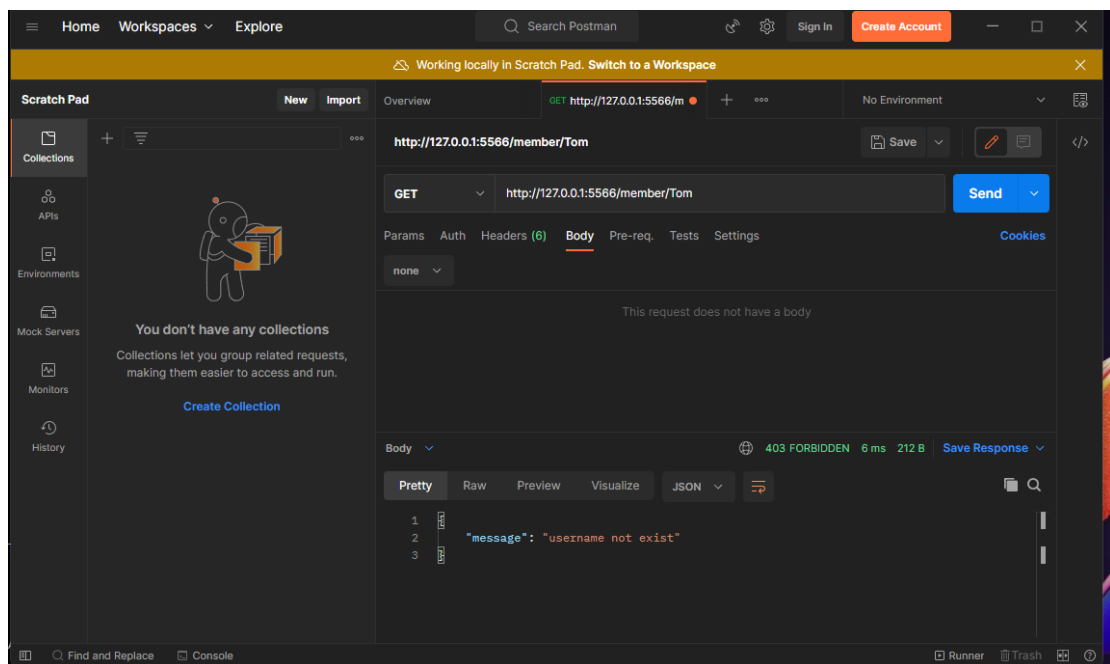 Home Workspaces Explore Search Postman Sign In Create Account
Working locally in Scratch Pad. Switch to a Workspace
Scratch Pad New Import Overview GET http://127.0.0.1:5566/m No Environment
Collections
http://127.0.0.1:5566/member/Tom Save
APIs
GET http://127.0.0.1:5566/member/Tom Send
Params Auth Headers (6) Body Pre-req. Tests Settings Cookies
Environments
none
This request does not have a body
Mock Servers
You don't have any collections
Collections let you group related requests,
making them easier to access and run.
Monitors
Create Collection
History
Body 403 FORBIDDEN 6 ms 212 B Save Response
Pretty Raw Preview Visualize JSON
1 {
2 "message": "username not exist"
3 }
Find and Replace Console Runner Trash